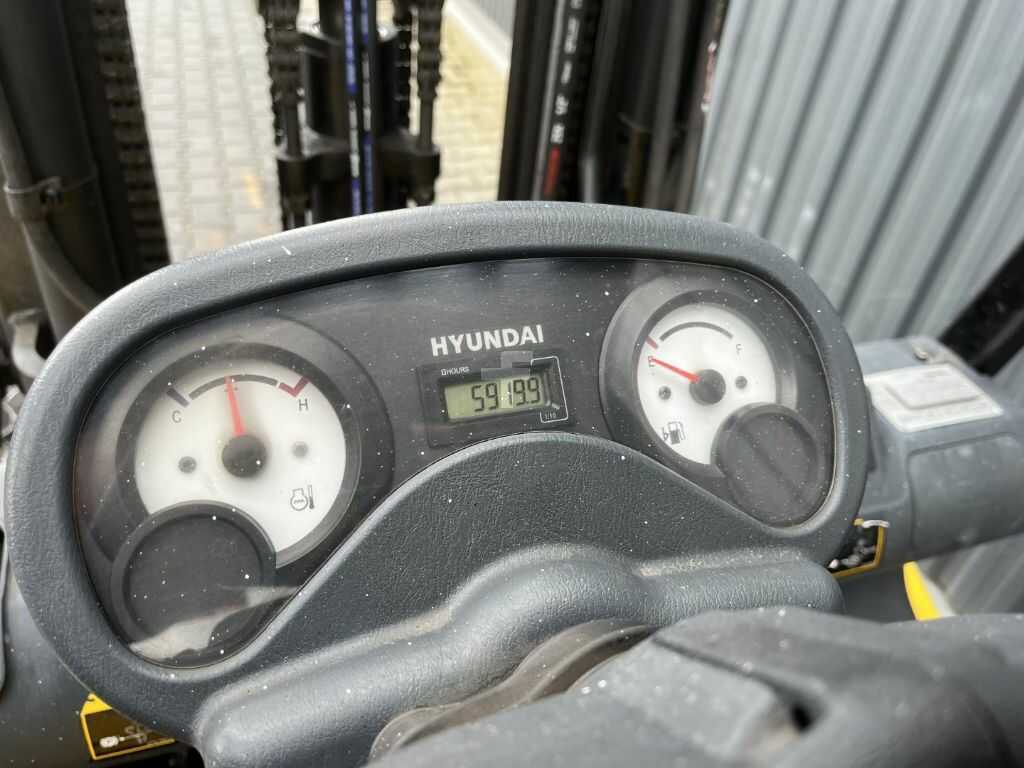 HYUNDAI
HOURS
5919.9
1/10
C
H
E
F